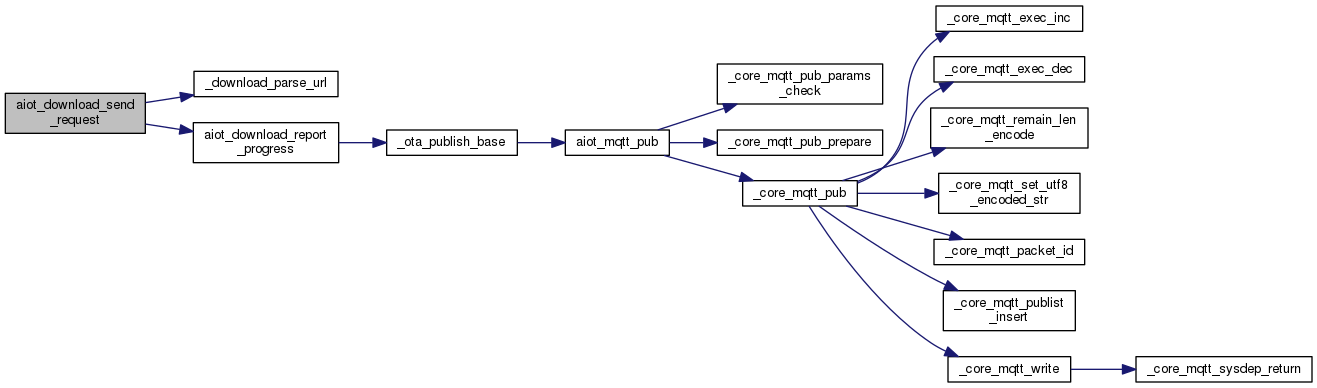 aiot_download_send
_request
_download_parse_url
aiot_download_report
_progress
_ota_publish_base
aiot_mqtt_pub
_core_mqtt_pub_params
_check
_core_mqtt_pub_prepare
_core_mqtt_pub
_core_mqtt_exec_inc
_core_mqtt_exec_dec
_core_mqtt_remain_len
_encode
_core_mqtt_set_utf8
_encoded_str
_core_mqtt_packet_id
_core_mqtt_publist
_insert
_core_mqtt_write
_core_mqtt_sysdep_return